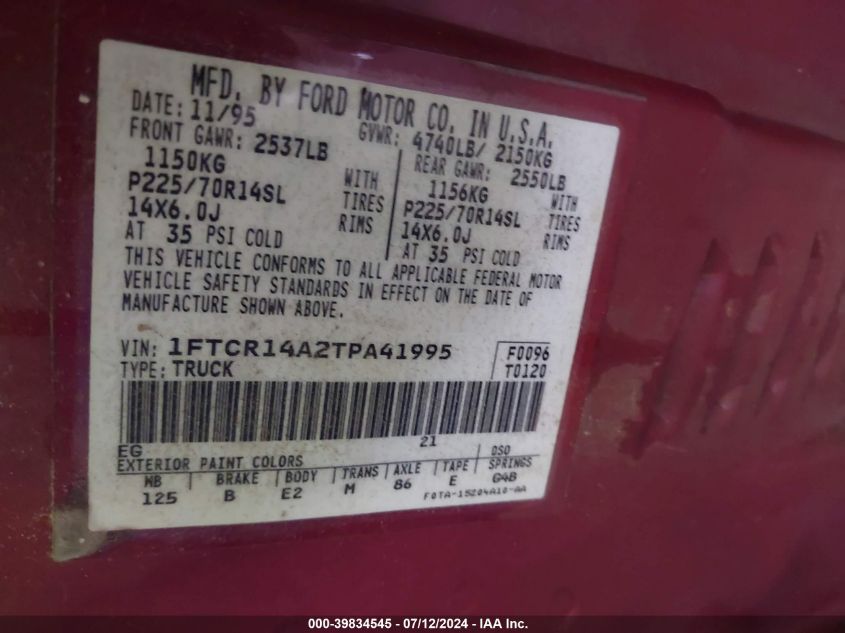 MFD. BY FORD MOTOR CO. IN U.S.A.
DATE: 11/95 GVWR: 4740LB/ 2150KG
FRONT GAWR: 2537LB REAR GAWR: 2550LB
1150KG WITH 1156KG WITH
P225/70R14SL TIRES P225/70R14SL TIRES
14X6.0J RIMS 14X6.0J RIMS
AT 35 PSI COLD AT 35 PSI COLD
THIS VEHICLE CONFORMS TO ALL APPLICABLE FEDERAL MOTOR
VEHICLE SAFETY STANDARDS IN EFFECT ON THE DATE OF
MANUFACTURE SHOWN ABOVE.
VIN: 1FTCR14A2TPA41995 F0096
TYPE: TRUCK T0120
21
EG DSO
EXTERIOR PAINT COLORS SPRINGS
WB BRAKE BODY TRANS AXLE TAPE
125 B E2 M 86 E G4B
F0TA-15204A10-AA
000-39834545 - 07/12/2024 - IAA Inc.